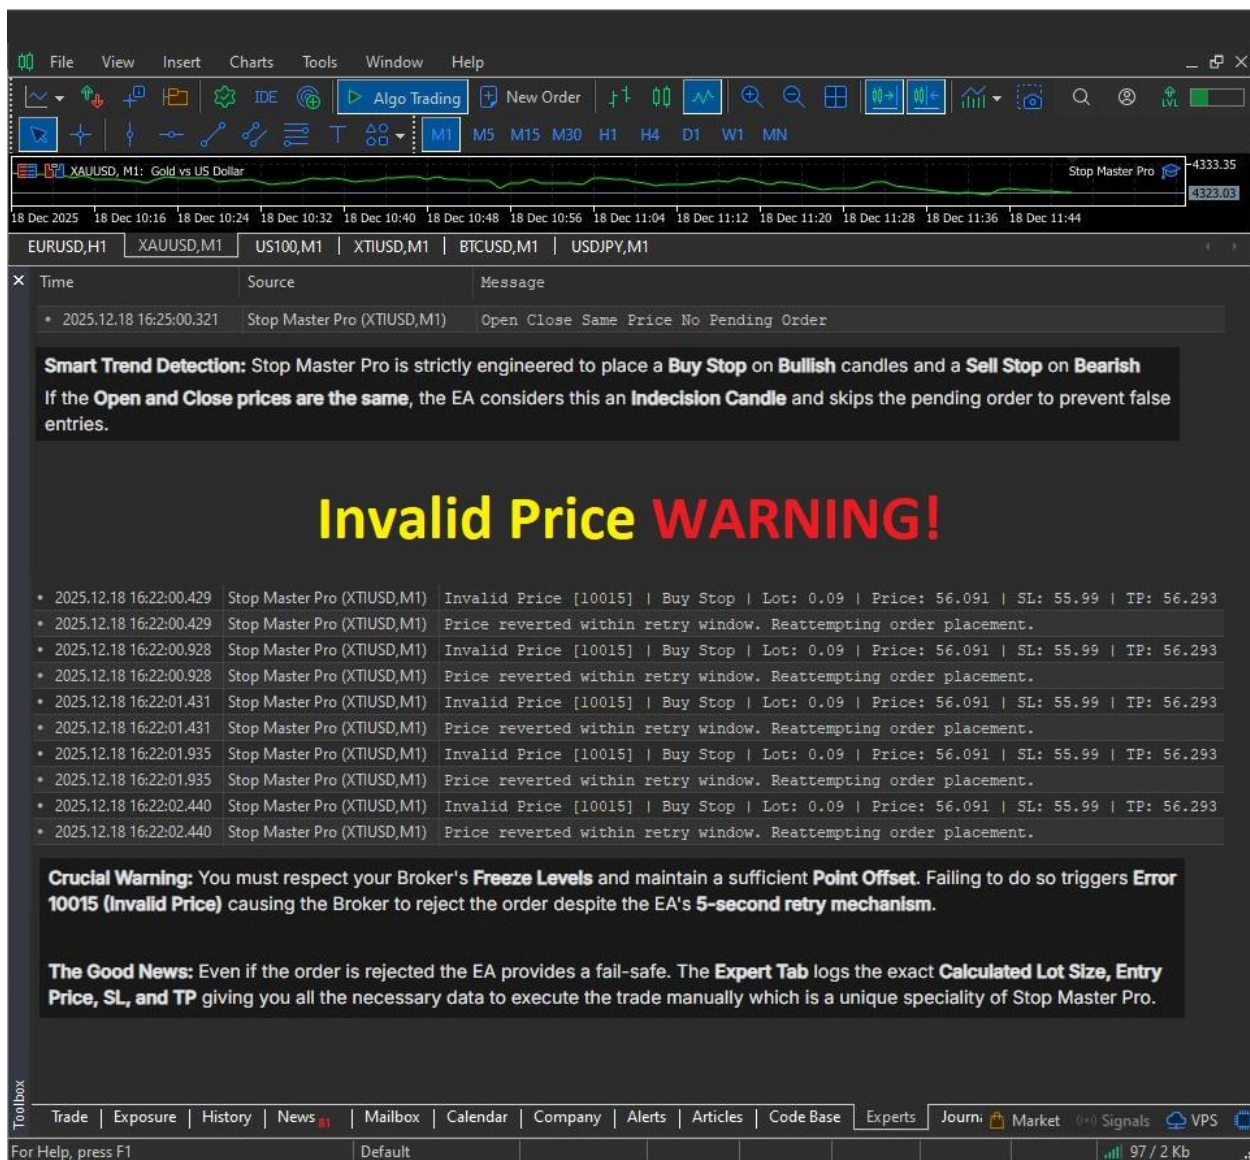 File View Insert Charts Tools Window Help
IDE Algo Trading New Order LVL
T M1 M5 M15 M30 H1 H4 D1 W1 MN
XAUUSD, M1: Gold vs US Dollar Stop Master Pro 4333.35
4323.03
18 Dec 2025 18 Dec 10:16 18 Dec 10:24 18 Dec 10:32 18 Dec 10:40 18 Dec 10:48 18 Dec 10:56 18 Dec 11:04 18 Dec 11:12 18 Dec 11:20 18 Dec 11:28 18 Dec 11:36 18 Dec 11:44
EURUSD,H1 XAUUSD,M1 US100,M1 XTIUSD,M1 BTCUSD,M1 USDJPY,M1
Time Source Message
2025.12.18 16:25:00.321 Stop Master Pro (XTIUSD,M1) Open Close Same Price No Pending Order
Smart Trend Detection: Stop Master Pro is strictly engineered to place a Buy Stop on Bullish candles and a Sell Stop on Bearish
If the Open and Close prices are the same, the EA considers this an Indecision Candle and skips the pending order to prevent false
entries.
Invalid Price WARNING!
2025.12.18 16:22:00.429 Stop Master Pro (XTIUSD,M1) Invalid Price [10015] | Buy Stop | Lot: 0.09 | Price: 56.091 | SL: 55.99 | TP: 56.293
2025.12.18 16:22:00.429 Stop Master Pro (XTIUSD,M1) Price reverted within retry window. Reattempting order placement.
2025.12.18 16:22:00.928 Stop Master Pro (XTIUSD,M1) Invalid Price [10015] | Buy Stop | Lot: 0.09 | Price: 56.091 | SL: 55.99 | TP: 56.293
2025.12.18 16:22:00.928 Stop Master Pro (XTIUSD,M1) Price reverted within retry window. Reattempting order placement.
2025.12.18 16:22:01.431 Stop Master Pro (XTIUSD,M1) Invalid Price [10015] | Buy Stop | Lot: 0.09 | Price: 56.091 | SL: 55.99 | TP: 56.293
2025.12.18 16:22:01.431 Stop Master Pro (XTIUSD,M1) Price reverted within retry window. Reattempting order placement.
2025.12.18 16:22:01.935 Stop Master Pro (XTIUSD,M1) Invalid Price [10015] | Buy Stop | Lot: 0.09 | Price: 56.091 | SL: 55.99 | TP: 56.293
2025.12.18 16:22:01.935 Stop Master Pro (XTIUSD,M1) Price reverted within retry window. Reattempting order placement.
2025.12.18 16:22:02.440 Stop Master Pro (XTIUSD,M1) Invalid Price [10015] | Buy Stop | Lot: 0.09 | Price: 56.091 | SL: 55.99 | TP: 56.293
2025.12.18 16:22:02.440 Stop Master Pro (XTIUSD,M1) Price reverted within retry window. Reattempting order placement.
Crucial Warning: You must respect your Broker's Freeze Levels and maintain a sufficient Point Offset. Failing to do so triggers Error
10015 (Invalid Price) causing the Broker to reject the order despite the EA's 5-second retry mechanism.
The Good News: Even if the order is rejected the EA provides a fail-safe. The Expert Tab logs the exact Calculated Lot Size, Entry
Price, SL, and TP giving you all the necessary data to execute the trade manually which is a unique speciality of Stop Master Pro.
Toolbox
Trade | Exposure | History | News | Mailbox | Calendar | Company | Alerts | Articles | Code Base | Experts | Journ Market Signals VPS
For Help, press F1 Default 97 / 2 Kb